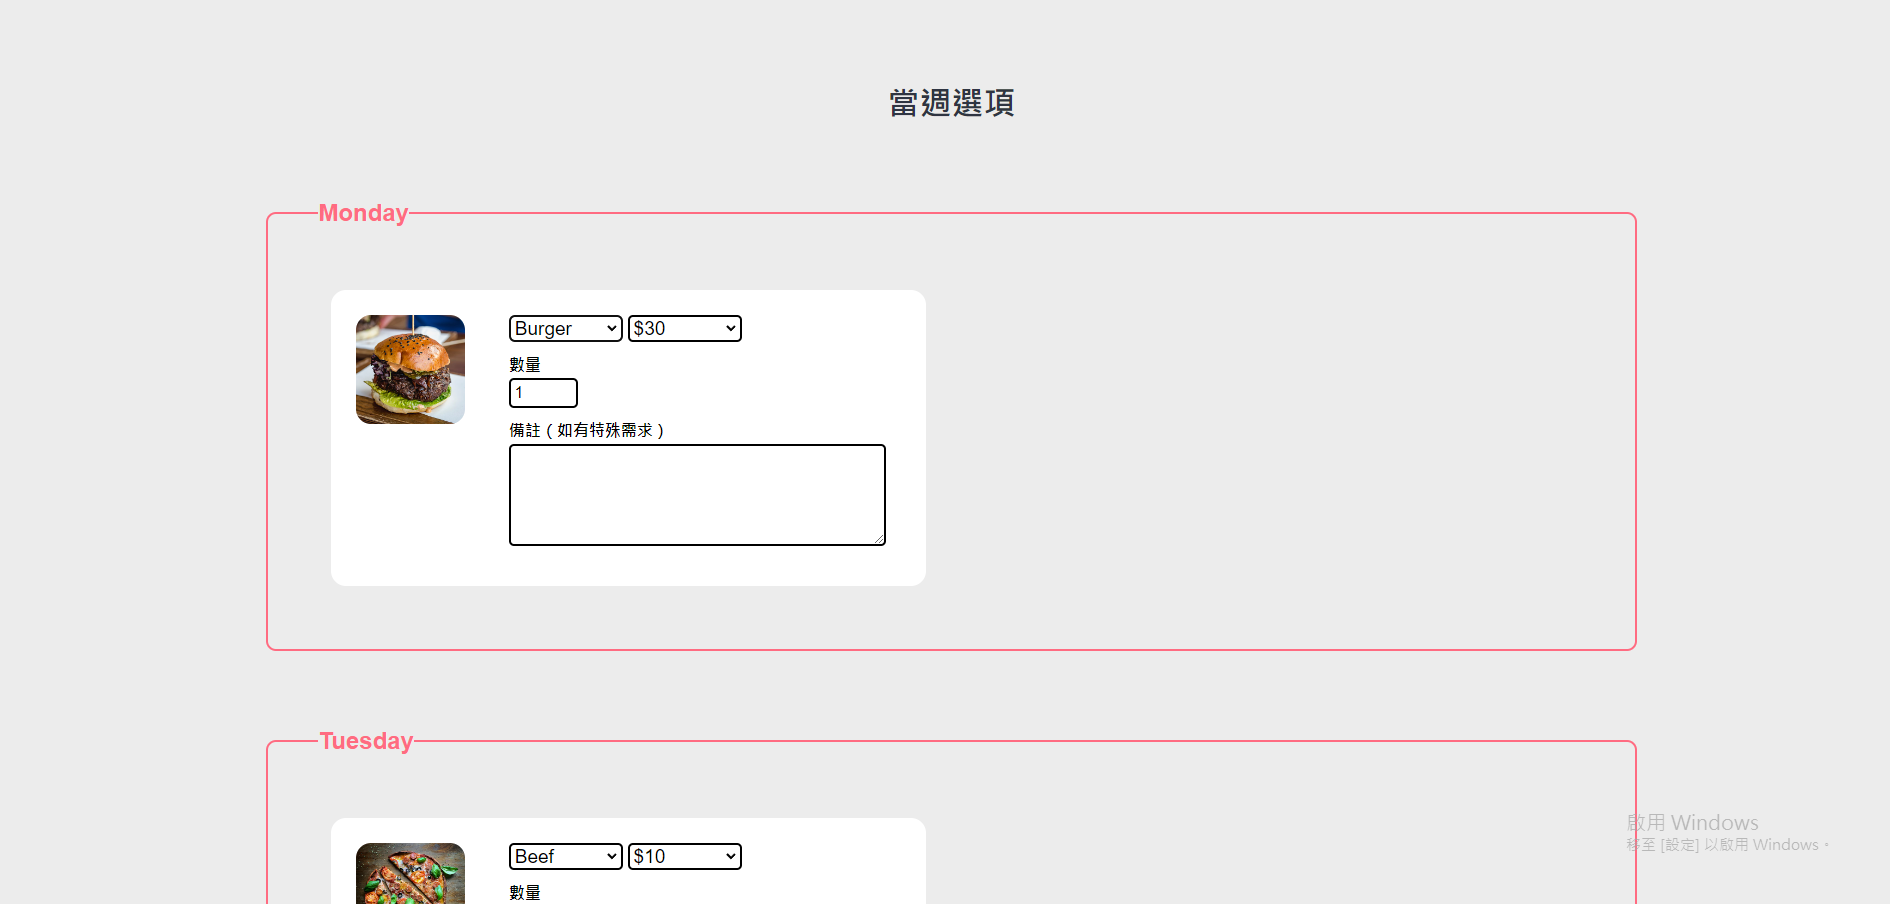 當週選項
Monday
Burger
$30
數量
1
備註（如有特殊需求）
Tuesday
Beef
$10
數量
啟用 Windows
移至 [設定] 以啟用 Windows。